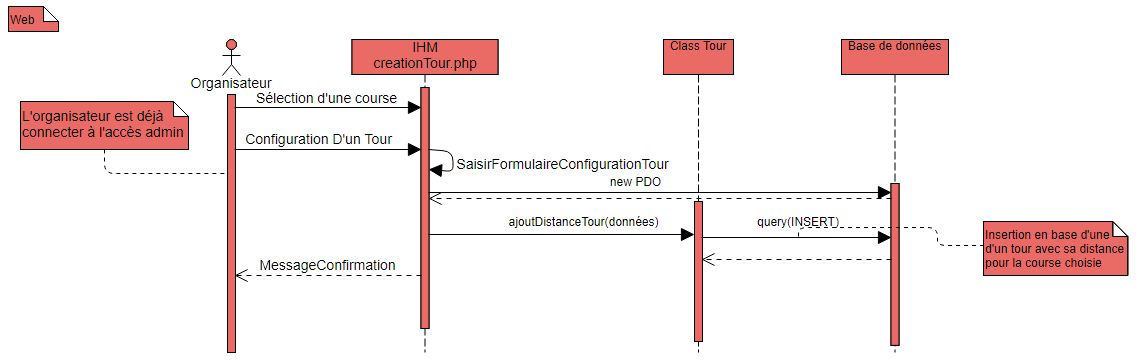 Web
IHM
creationTour.php
Class Tour
Base de données
Organisateur
Sélection d'une course
L'organisateur est déjà
connecter à l'accès admin
Configuration D'un Tour
SaisirFormulaireConfigurationTour
new PDO
ajoutDistanceTour(données)
query(INSERT)
Insertion en base d'une
d'un tour avec sa distance
pour la course choisie
MessageConfirmation